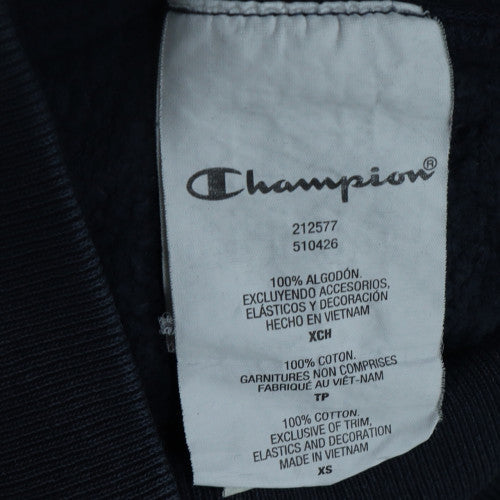 Champion®
212577
510426
100% ALGODÓN.
EXCLUYENDO ACCESORIOS,
ELÁSTICOS Y DECORACIÓN
HECHO EN VIETNAM
XCH
100% COTON.
GARNITURES NON COMPRISES
FABRIQUÉ AU VIÊT-NAM
TP
100% COTTON.
EXCLUSIVE OF TRIM,
ELASTICS AND DECORATION
MADE IN VIETNAM
XS